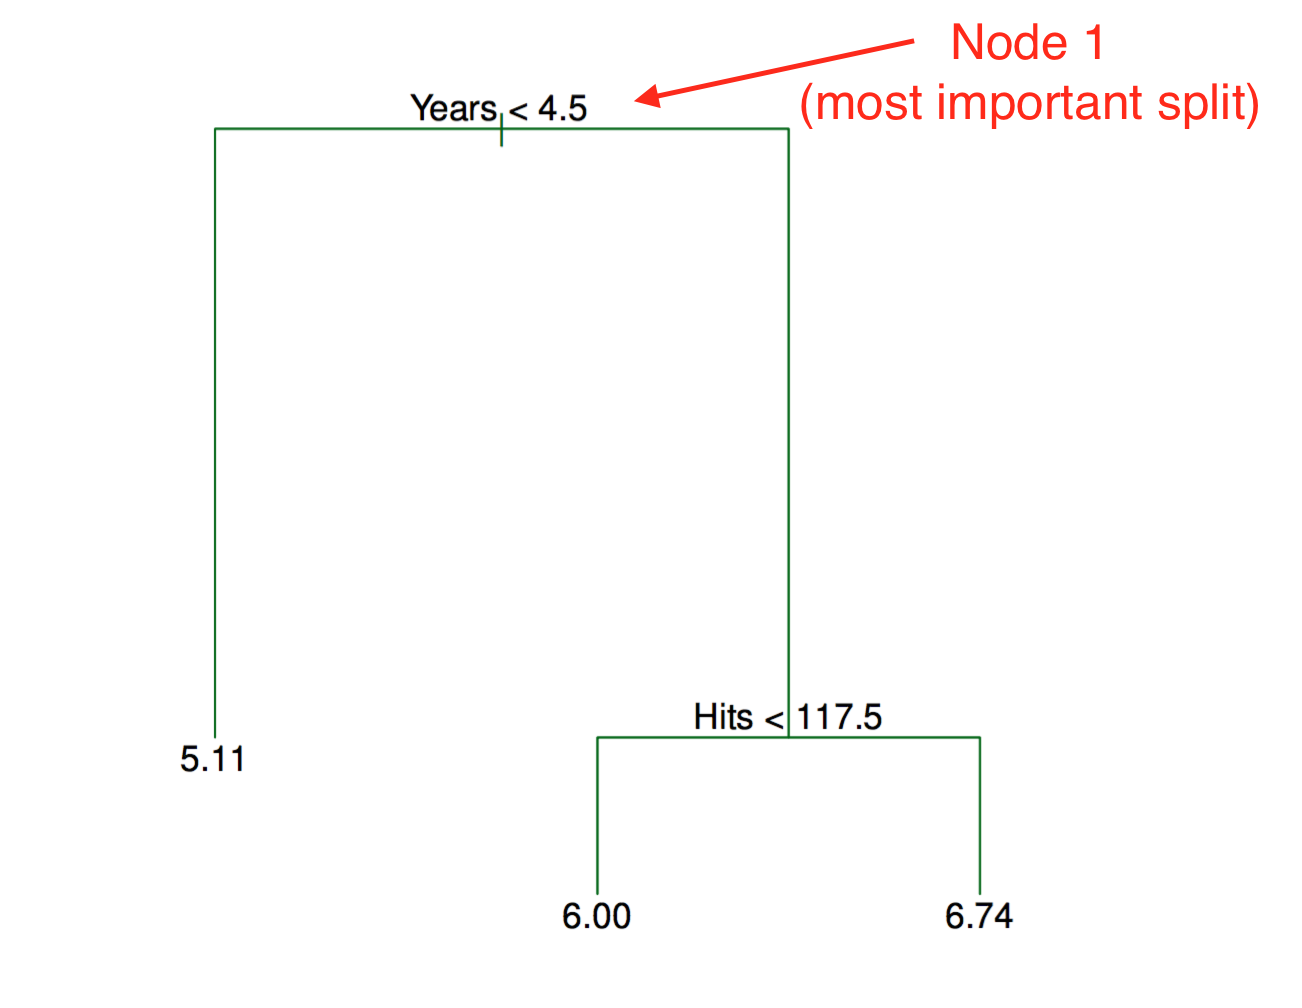 Node 1
(most important split)
Years < 4.5
Hits < 117.5
5.11
6.00
6.74